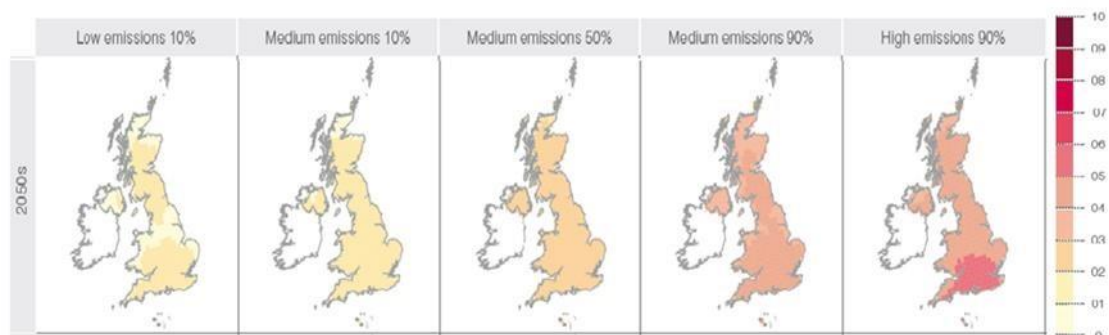 Low emissions 10%
Medium emissions 10%
Medium emissions 50%
Medium emissions 90%
High emissions 90%
2050s
10
09
08
07
06
05
04
03
02
01